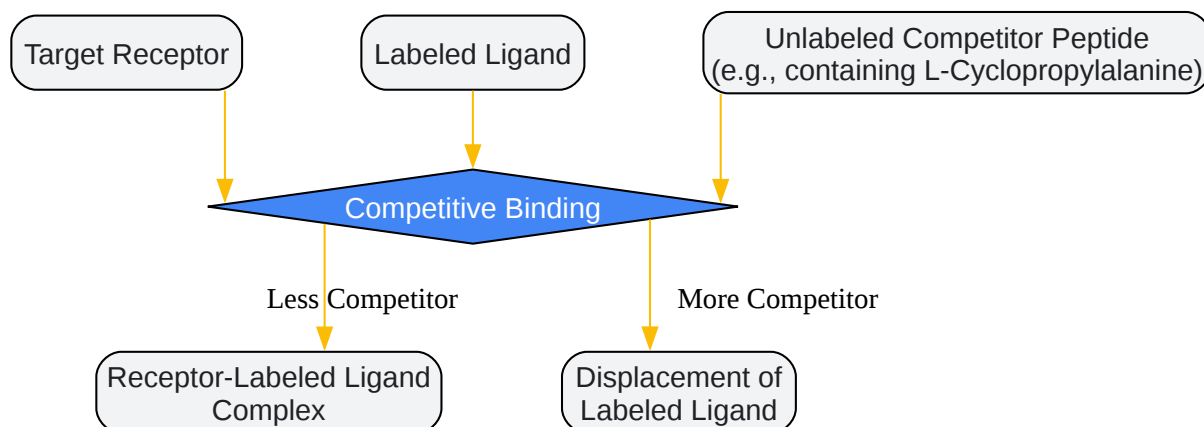 Target Receptor
Labeled Ligand
Unlabeled Competitor Peptide
(e.g., containing L-Cyclopropylalanine)
Competitive Binding
Less Competitor
More Competitor
Receptor-Labeled Ligand
Complex
Displacement of
Labeled Ligand